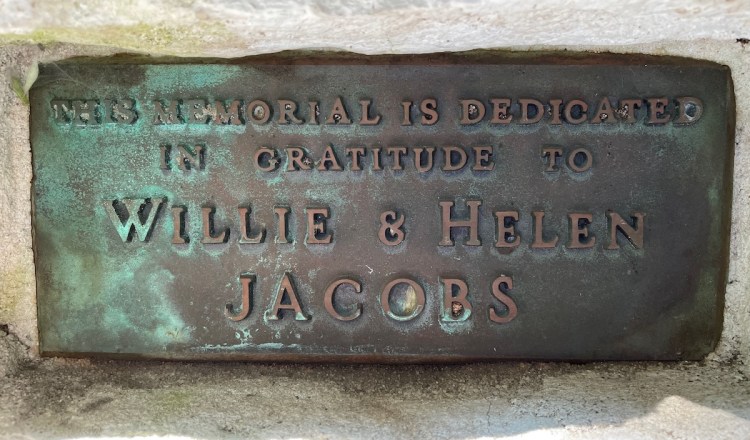 THIS MEMORIAL IS DEDICATED
IN GRATITUDE TO
WILLIE & HELEN
JACOBS